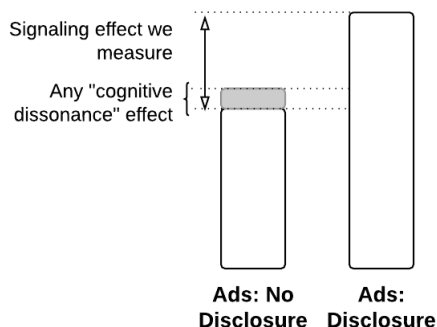 Signaling effect we
measure
Any "cognitive
dissonance" effect
Ads: No
Disclosure
Ads:
Disclosure